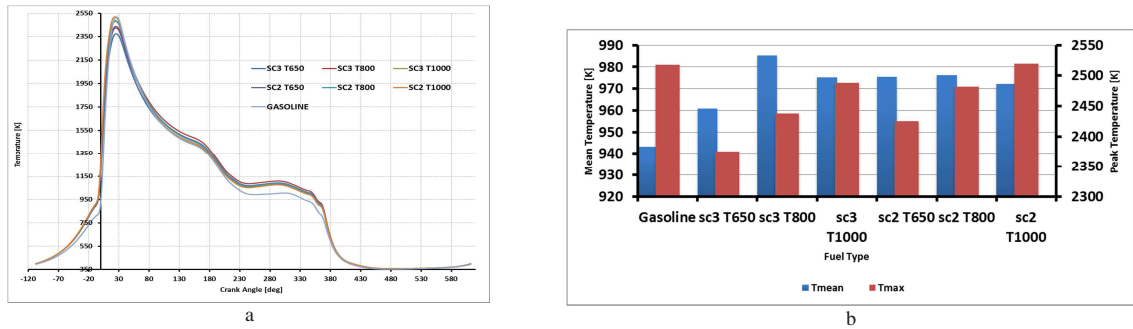 2550
2350
2150
1950
1750
1550
1350
1150
950
750
550
350
Temrature [K]
SC3 T650 SC3 T800 SC3 T1000
SC2 T650 SC2 T800 SC2 T1000
GASOLINE
-120 -70 -20 30 80 130 180 230 280 330 380 430 480 530 580
Crank Angle [deg]
a
990
980
970
960
950
940
930
920
Mean Temperature [K]
2550
2500
2450
2400
2350
2300
Peak Temperature [K]
Gasoline sc3 T650 sc3 T800 sc3 sc2 T650 sc2 T800 sc2
T1000 T1000
Fuel Type
Tmean Tmax
b